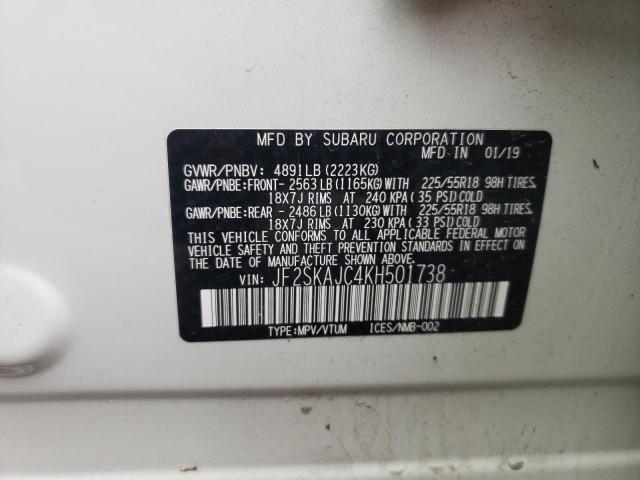 MFD BY SUBARU CORPORATION
MFD IN 01/19
GVWR/PNBV: 4891LB (2223KG)
GAWR/PNBE:FRONT- 2563LB (1165KG)WITH 225/55R18 98H TIRES,
18X7J RIMS AT 240 KPA( 35 PSI)COLD
GAWR/PNBE:REAR - 2486LB (1130KG)WITH 225/55R18 98H TIRES,
18X7J RIMS AT 230 KPA( 33 PSI)COLD
THIS VEHICLE CONFORMS TO ALL APPLICABLE FEDERAL MOTOR
VEHICLE SAFETY AND THEFT PREVENTION STANDARDS IN EFFECT
ON THE DATE OF MANUFACTURE SHOWN ABOVE.
VIN: JF2SKAJC4KH501738
TYPE:MPV/VTUM ICES/NMB-002